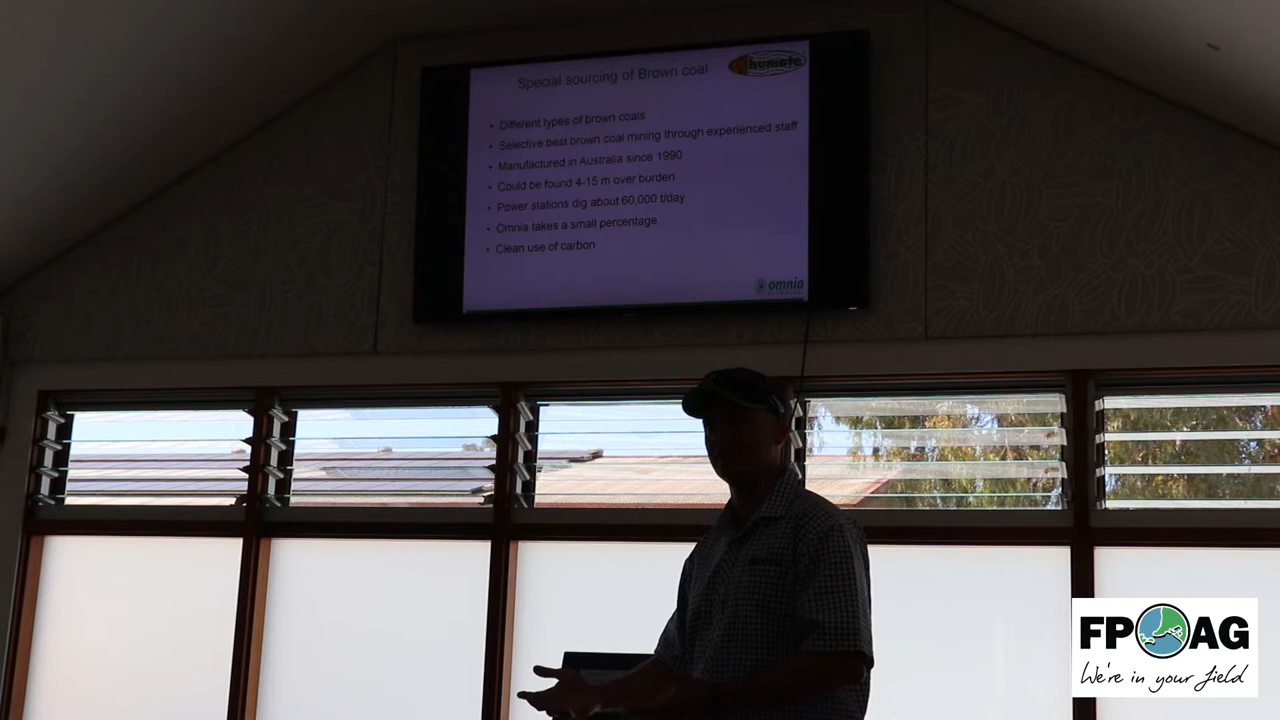 Special sourcing of Brown coal
humate
• Different types of brown coals
• Selective best brown coal mining through experienced staff
• Manufactured in Australia since 1990
• Could be found 4-15 m over burden
• Power stations dig about 60,000 t/day
• Omnia takes a small percentage
• Clean use of carbon
omnia
FP AG
We're in your field